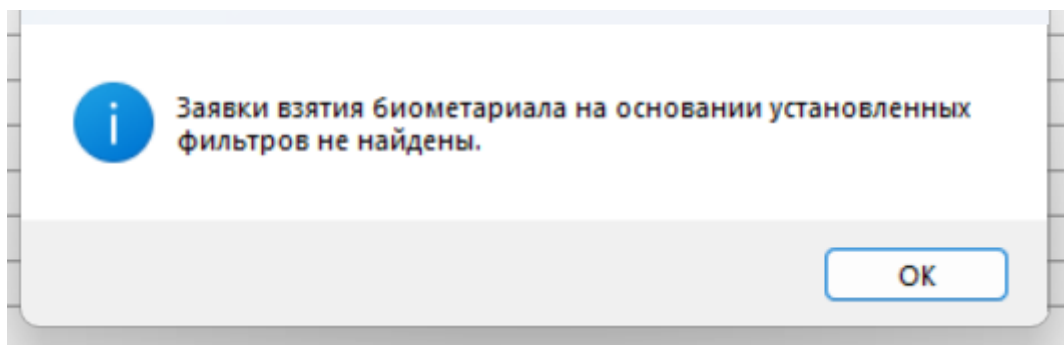 Заявки взятия биометариала на основании установленных
фильтров не найдены.
OK